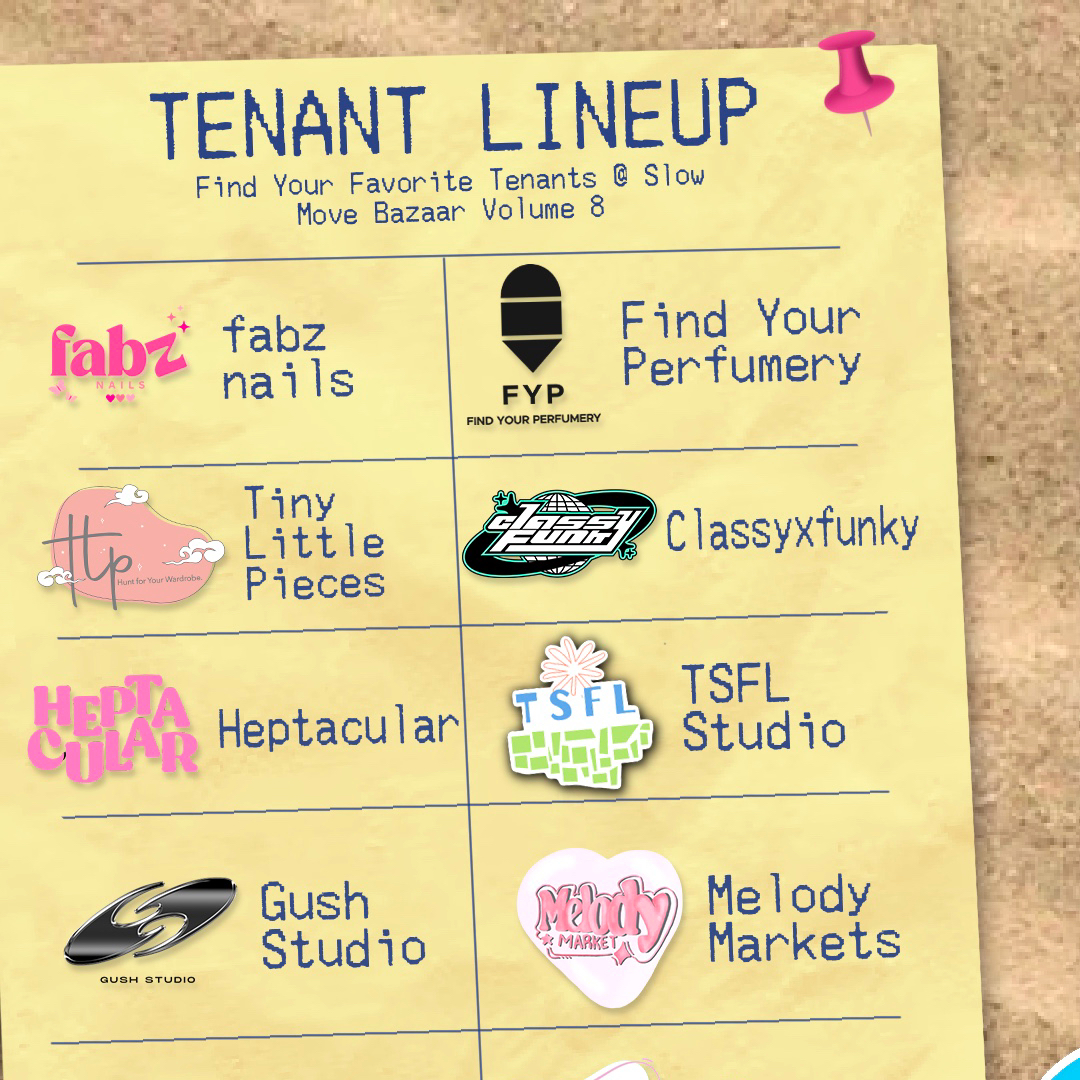 TENANT LINEUP
Find Your Favorite Tenants @ Slow
Move Bazaar Volume 8
fabz
NAILS
fabz
nails
FYP
FIND YOUR PERFUMERY
Find Your
Perfumery
ttp
Hunt for Your Wardrobe.
Tiny
Little
Pieces
classy
funk
Classyxfunky
HEPTA
CULAR
Heptacular
TSFL
TSFL
Studio
GUSH STUDIO
Gush
Studio
Melody
MARKET
Melody
Markets